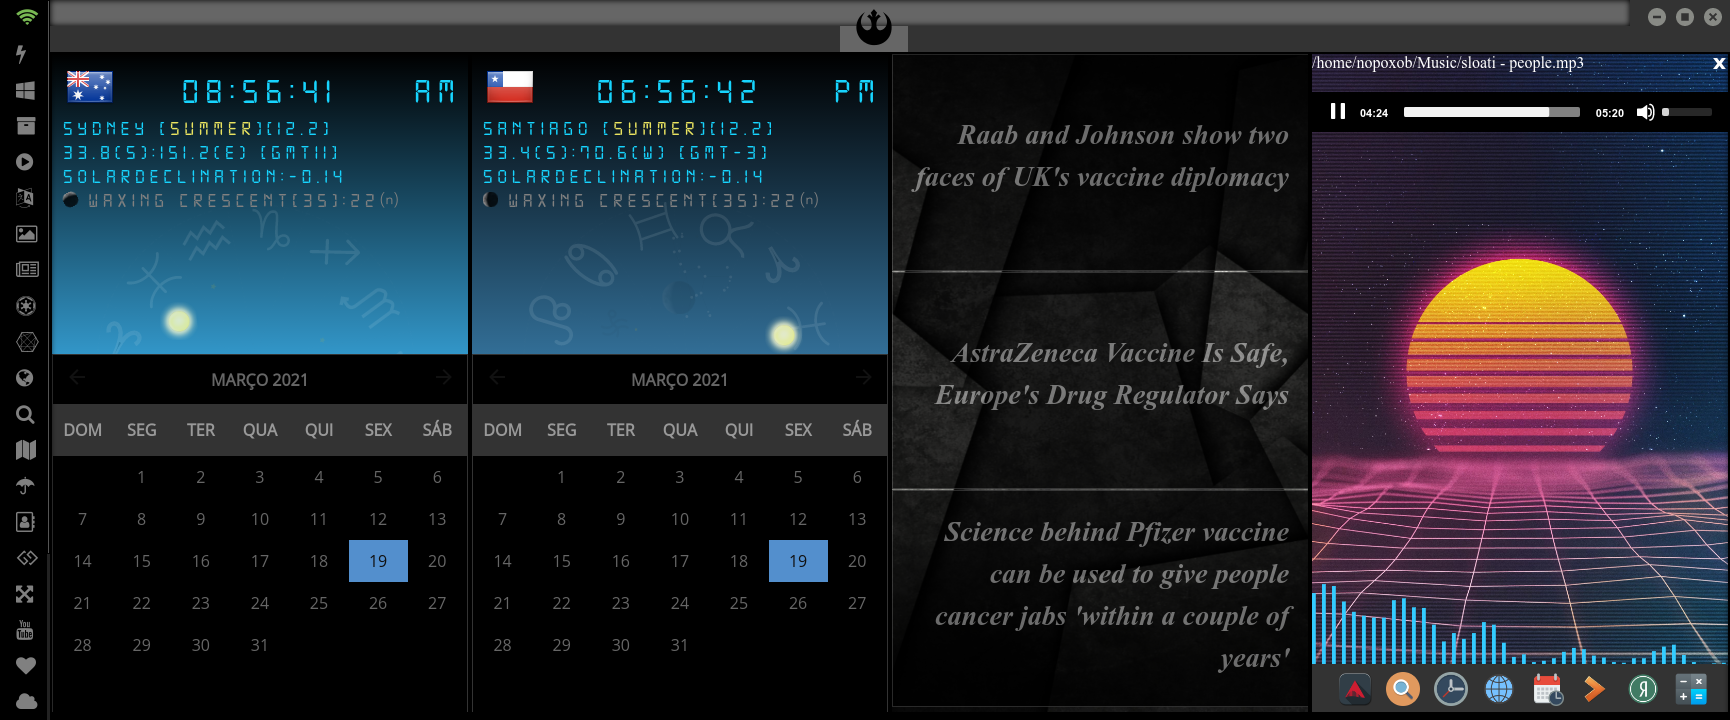 08:56:41 AM
SYDNEY [SUMMER][12.2]
33.8(S):151.2(E) [GMT11]
SOLARDECLINATION:-0.14
WAXING CRESCENT[35]:22(n)
MARÇO 2021
DOM SEG TER QUA QUI SEX SÁB
1 2 3 4 5 6
7 8 9 10 11 12 13
14 15 16 17 18 19 20
21 22 23 24 25 26 27
28 29 30 31
06:56:42 PM
SANTIAGO [SUMMER][12.2]
33.4(S):70.6(W) [GMT-3]
SOLARDECLINATION:-0.14
WAXING CRESCENT[35]:22(n)
MARÇO 2021
DOM SEG TER QUA QUI SEX SÁB
1 2 3 4 5 6
7 8 9 10 11 12 13
14 15 16 17 18 19 20
21 22 23 24 25 26 27
28 29 30 31
Raab and Johnson show two
faces of UK's vaccine diplomacy
AstraZeneca Vaccine Is Safe,
Europe's Drug Regulator Says
Science behind Pfizer vaccine
can be used to give people
cancer jabs 'within a couple of
years'
/home/nopoxob/Music/sloati - people.mp3 x
04:24 05:20
You
Tube
Я